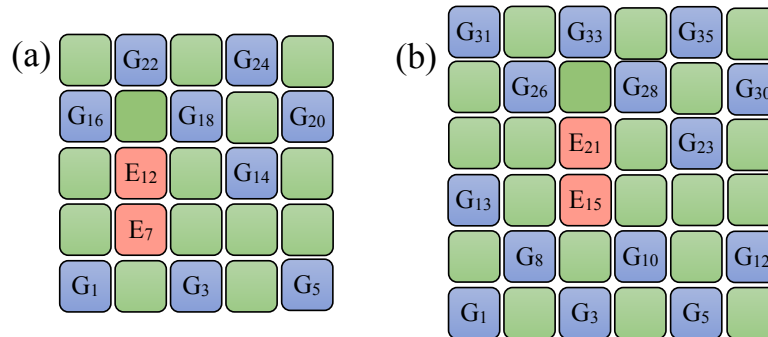 (a)
G22 G24
G16 G18 G20
E12 G14
E7
G1 G3 G5
(b)
G31 G33 G35
G26 G28 G30
E21 G23
G13 E15
G8 G10 G12
G1 G3 G5